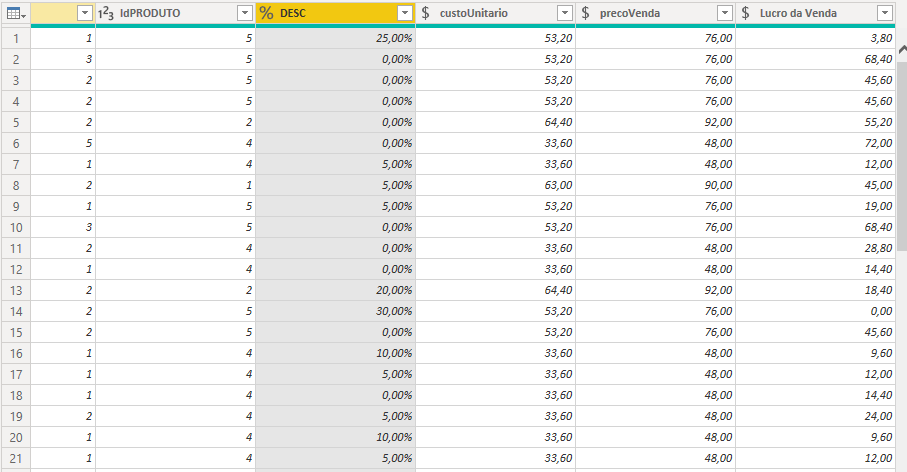 1²3 IdPRODUTO % DESC $ custoUnitario $ precoVenda $ Lucro da Venda
1 1 5 25,00% 53,20 76,00 3,80
2 3 5 0,00% 53,20 76,00 68,40
3 2 5 0,00% 53,20 76,00 45,60
4 2 5 0,00% 53,20 76,00 45,60
5 2 2 0,00% 64,40 92,00 55,20
6 5 4 0,00% 33,60 48,00 72,00
7 1 4 5,00% 33,60 48,00 12,00
8 2 1 5,00% 63,00 90,00 45,00
9 1 5 5,00% 53,20 76,00 19,00
10 3 5 0,00% 53,20 76,00 68,40
11 2 4 0,00% 33,60 48,00 28,80
12 1 4 0,00% 33,60 48,00 14,40
13 2 2 20,00% 64,40 92,00 18,40
14 2 5 30,00% 53,20 76,00 0,00
15 2 5 0,00% 53,20 76,00 45,60
16 1 4 10,00% 33,60 48,00 9,60
17 1 4 5,00% 33,60 48,00 12,00
18 1 4 0,00% 33,60 48,00 14,40
19 2 4 5,00% 33,60 48,00 24,00
20 1 4 10,00% 33,60 48,00 9,60
21 1 4 5,00% 33,60 48,00 12,00